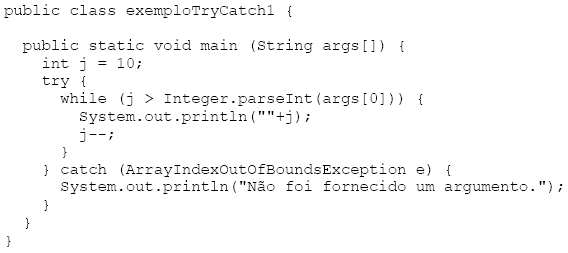 public class exemploTryCatch1 {
  public static void main (String args[]) {
    int j = 10;
    try {
      while (j > Integer.parseInt(args[0])) {
        System.out.println(""+j);
        j--;
      }
    } catch (ArrayIndexOutOfBoundsException e) {
      System.out.println("Não foi fornecido um argumento.");
    }
  }
}